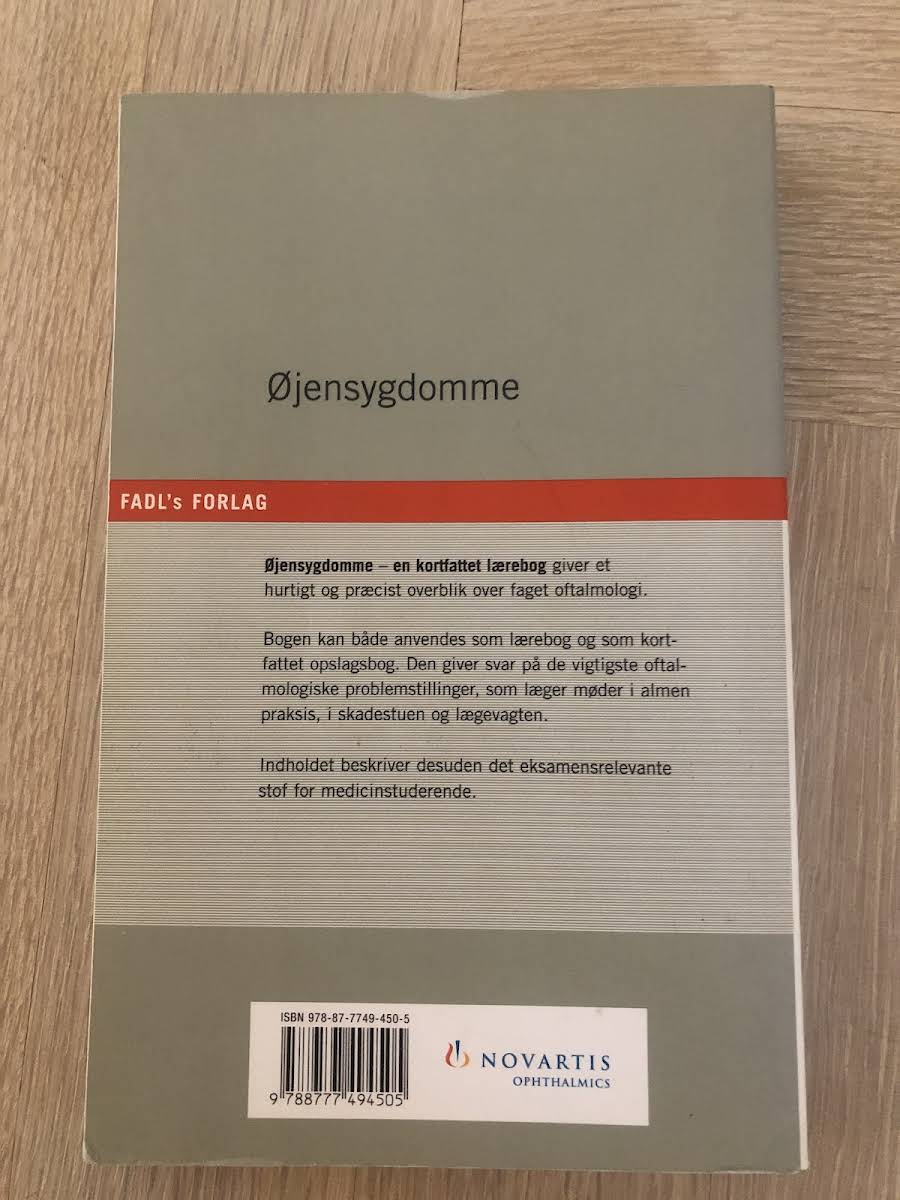 Øjensygdomme
FADL's FORLAG
Øjensygdomme – en kortfattet lærebog giver et
hurtigt og præcist overblik over faget oftalmologi.
Bogen kan både anvendes som lærebog og som kort-
fattet opslagsbog. Den giver svar på de vigtigste oftal-
mologiske problemstillinger, som læger møder i almen
praksis, i skadestuen og lægevagten.
Indholdet beskriver desuden det eksamensrelevante
stof for medicinstuderende.
ISBN 978-87-7749-450-5
9 788777 494505
NOVARTIS
OPHTHALMICS